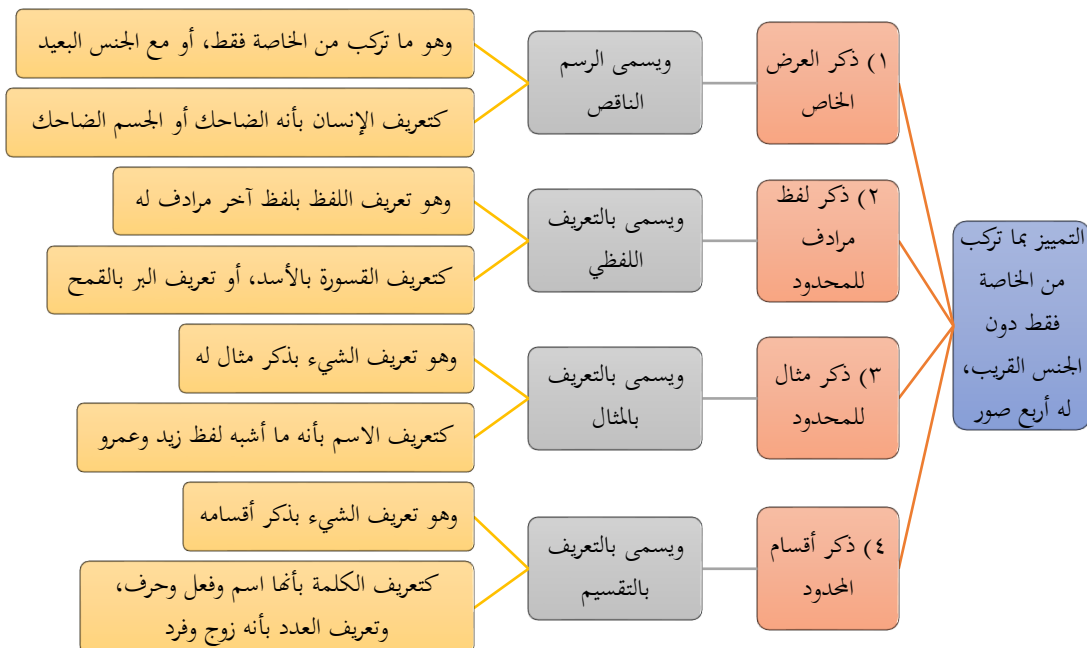 التمييز بما تركب
من الخاصة
فقط دون
الجنس القريب،
له أربع صور
١) ذكر العرض
الخاص
ويسمى الرسم
الناقص
وهو ما تركب من الخاصة فقط، أو مع الجنس البعيد
كتعريف الإنسان بأنه الضاحك أو الجسم الضاحك
٢) ذكر لفظ
مرادف
للمحدود
ويسمى بالتعريف
اللفظي
وهو تعريف اللفظ بلفظ آخر مرادف له
كتعريف القسورة بالأسد، أو تعريف البر بالقمح
٣) ذكر مثال
للمحدود
ويسمى بالتعريف
بالمثال
وهو تعريف الشيء بذكر مثال له
كتعريف الاسم بأنه ما أشبه لفظ زيد وعمرو
٤) ذكر أقسام
المحدود
ويسمى بالتعريف
بالتقسيم
وهو تعريف الشيء بذكر أقسامه
كتعريف الكلمة بأنها اسم وفعل وحرف،
وتعريف العدد بأنه زوج وفرد